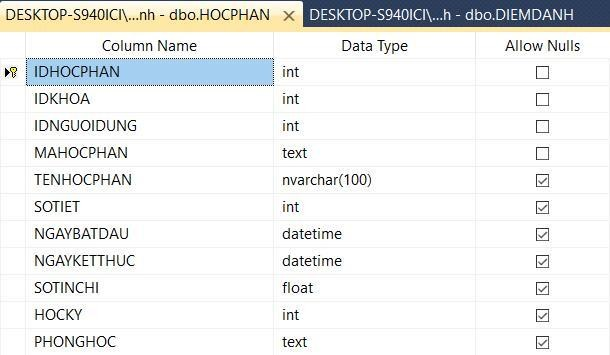 DESKTOP-S940ICI\...nh - dbo.HOCPHAN DESKTOP-S940ICI\...h - dbo.DIEMDANH
Column Name Data Type Allow Nulls
IDHOCPHAN int
IDKHOA int
IDNGUOIDUNG int
MAHOCPHAN text
TENHOCPHAN nvarchar(100)
SOTIET int
NGAYBATDAU datetime
NGAYKETTHUC datetime
SOTINCHI float
HOCKY int
PHONGHOC text